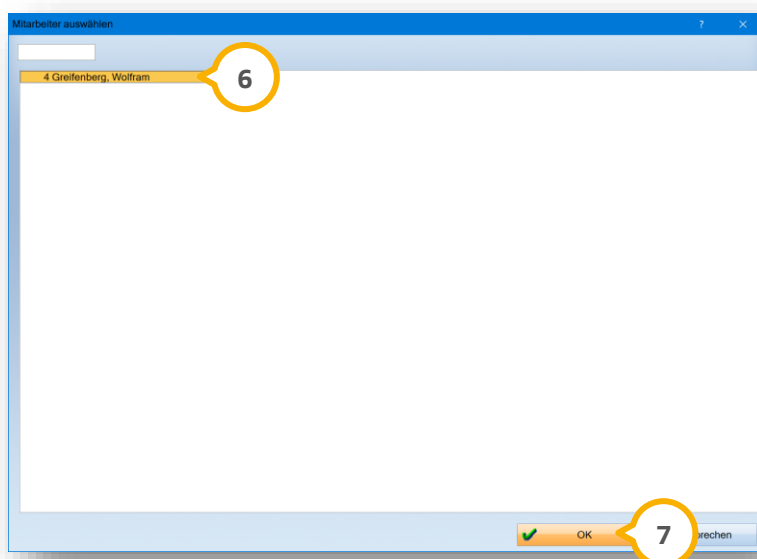 Mitarbeiter auswählen ? ×
4 Greifenberg, Wolfram 6
OK 7 rechen